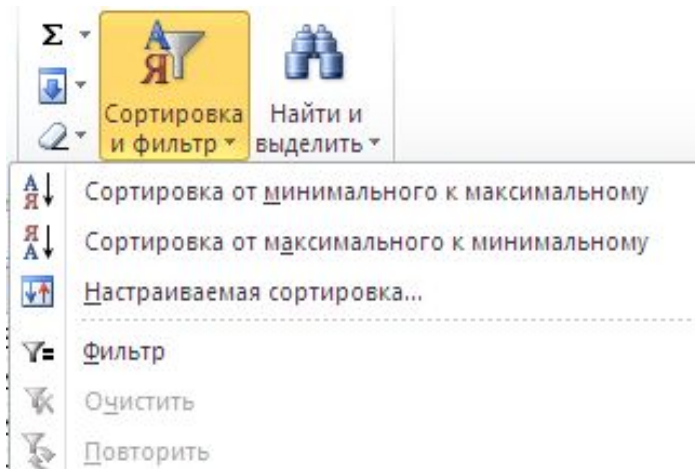 Σ
Сортировка и фильтр
Найти и выделить
Сортировка от минимального к максимальному
Сортировка от максимального к минимальному
Настраиваемая сортировка...
Фильтр
Очистить
Повторить